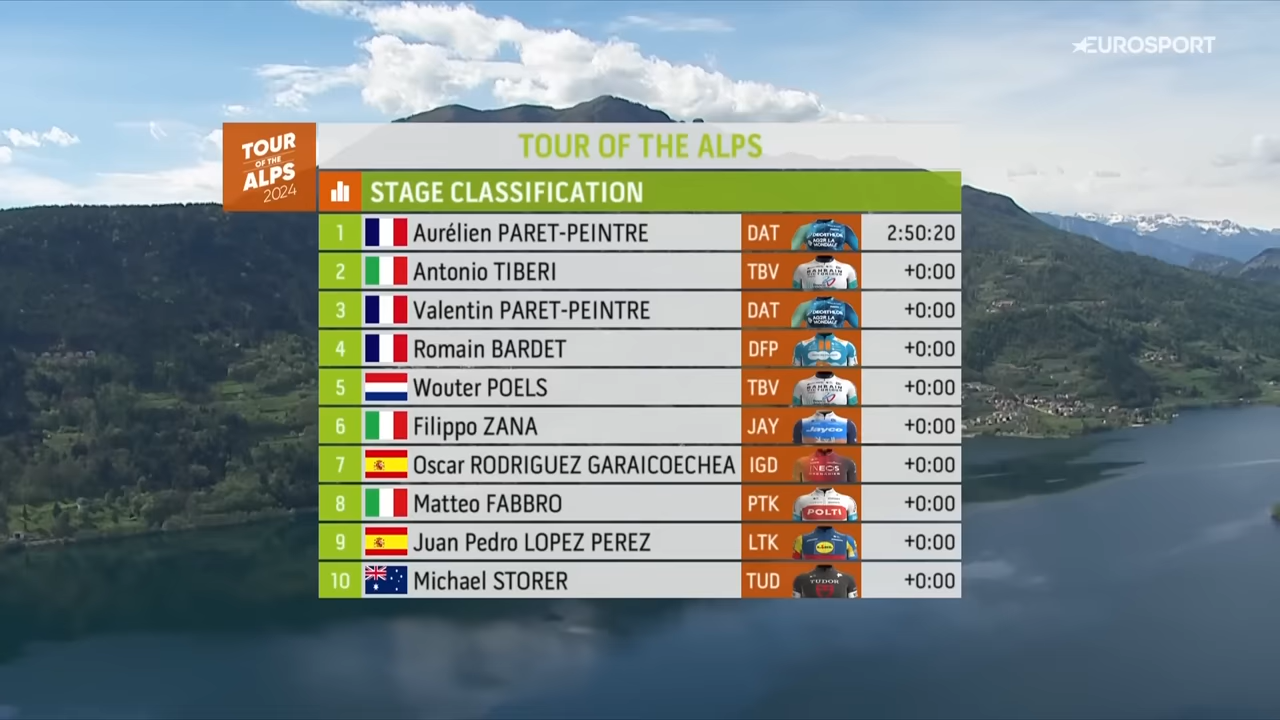 EUROSPORT
TOUR OF THE ALPS 2024
TOUR OF THE ALPS
STAGE CLASSIFICATION
1 Aurélien PARET-PEINTRE DAT 2:50:20
2 Antonio TIBERI TBV +0:00
3 Valentin PARET-PEINTRE DAT +0:00
4 Romain BARDET DFP +0:00
5 Wouter POELS TBV +0:00
6 Filippo ZANA JAY Jayco +0:00
7 Oscar RODRIGUEZ GARAICOECHEA IGD INEOS +0:00
8 Matteo FABBRO PTK POLTI +0:00
9 Juan Pedro LOPEZ PEREZ LTK +0:00
10 Michael STORER TUD TUDOR +0:00